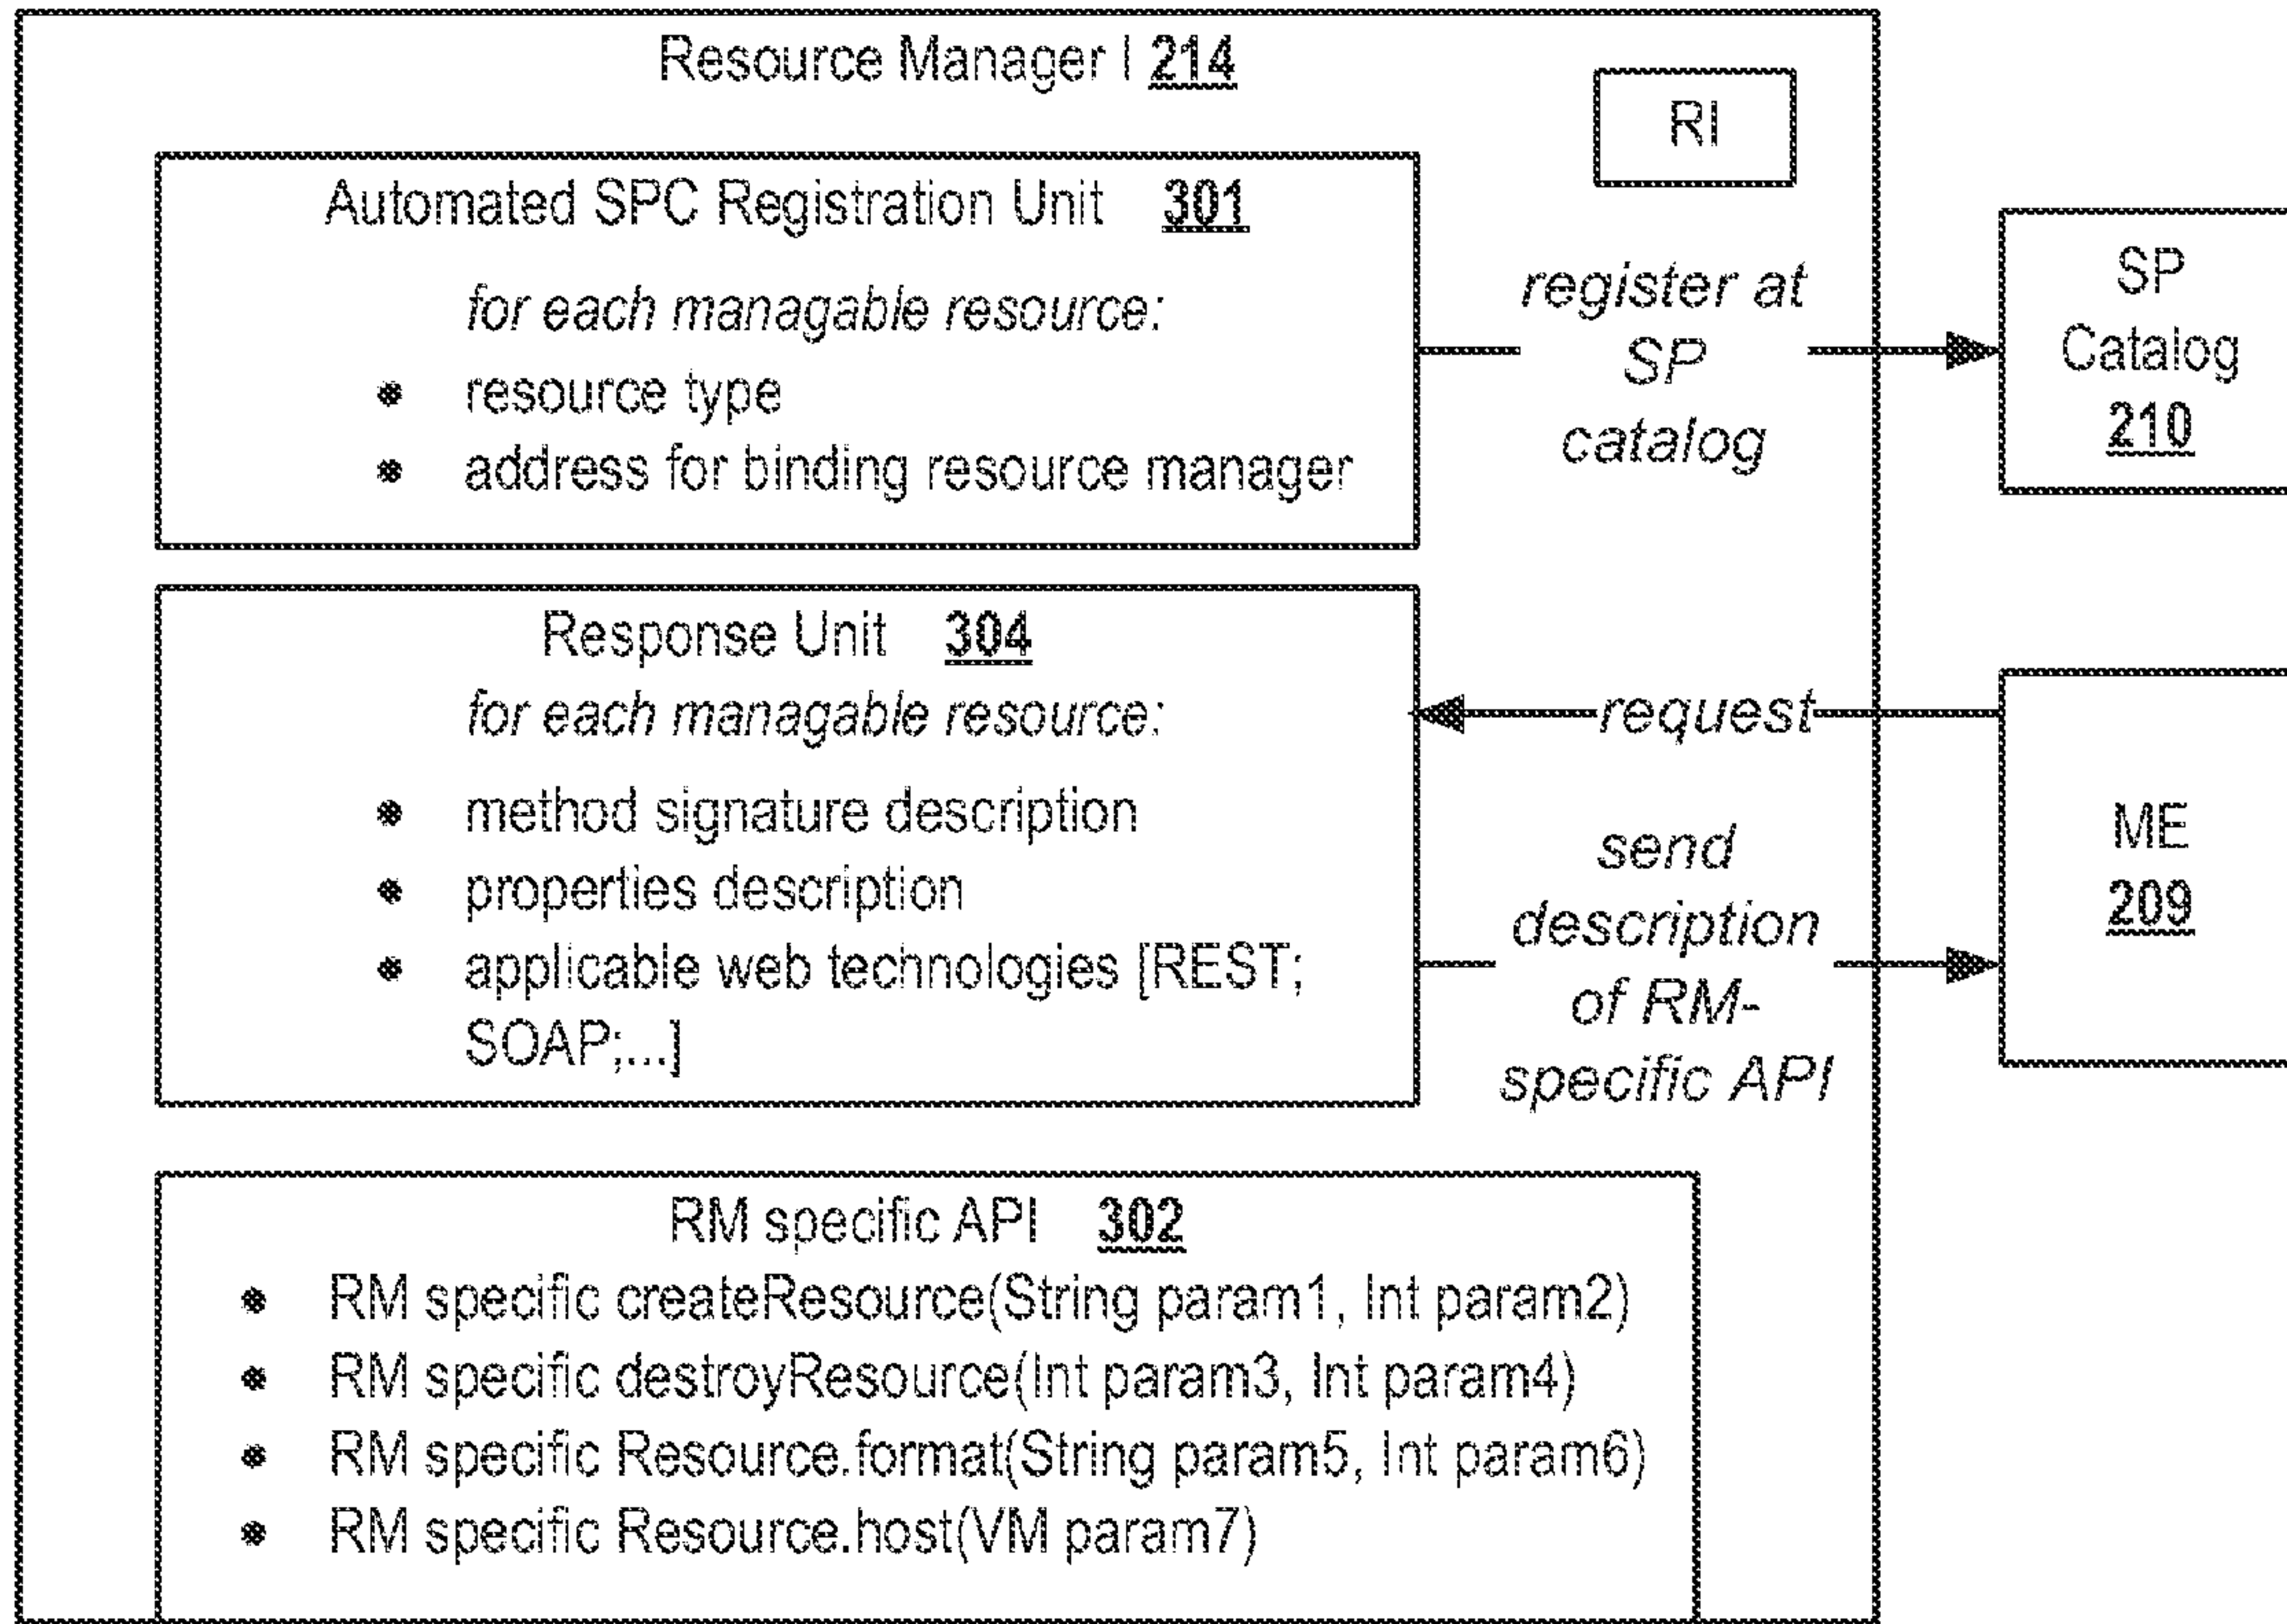 Resource Manager I 214
RI
Automated SPC Registration Unit 301
for each managable resource:
• resource type
• address for binding resource manager
register at
SP
catalog
SP
Catalog
210
Response Unit 304
for each managable resource:
• method signature description
• properties description
• applicable web technologies [REST;
SOAP;...]
request
send
description
of RM-
specific API
ME
209
RM specific API 302
• RM specific createResource(String param1, Int param2)
• RM specific destroyResource(Int param3, Int param4)
• RM specific Resource.format(String param5, Int param6)
• RM specific Resource.host(VM param7)